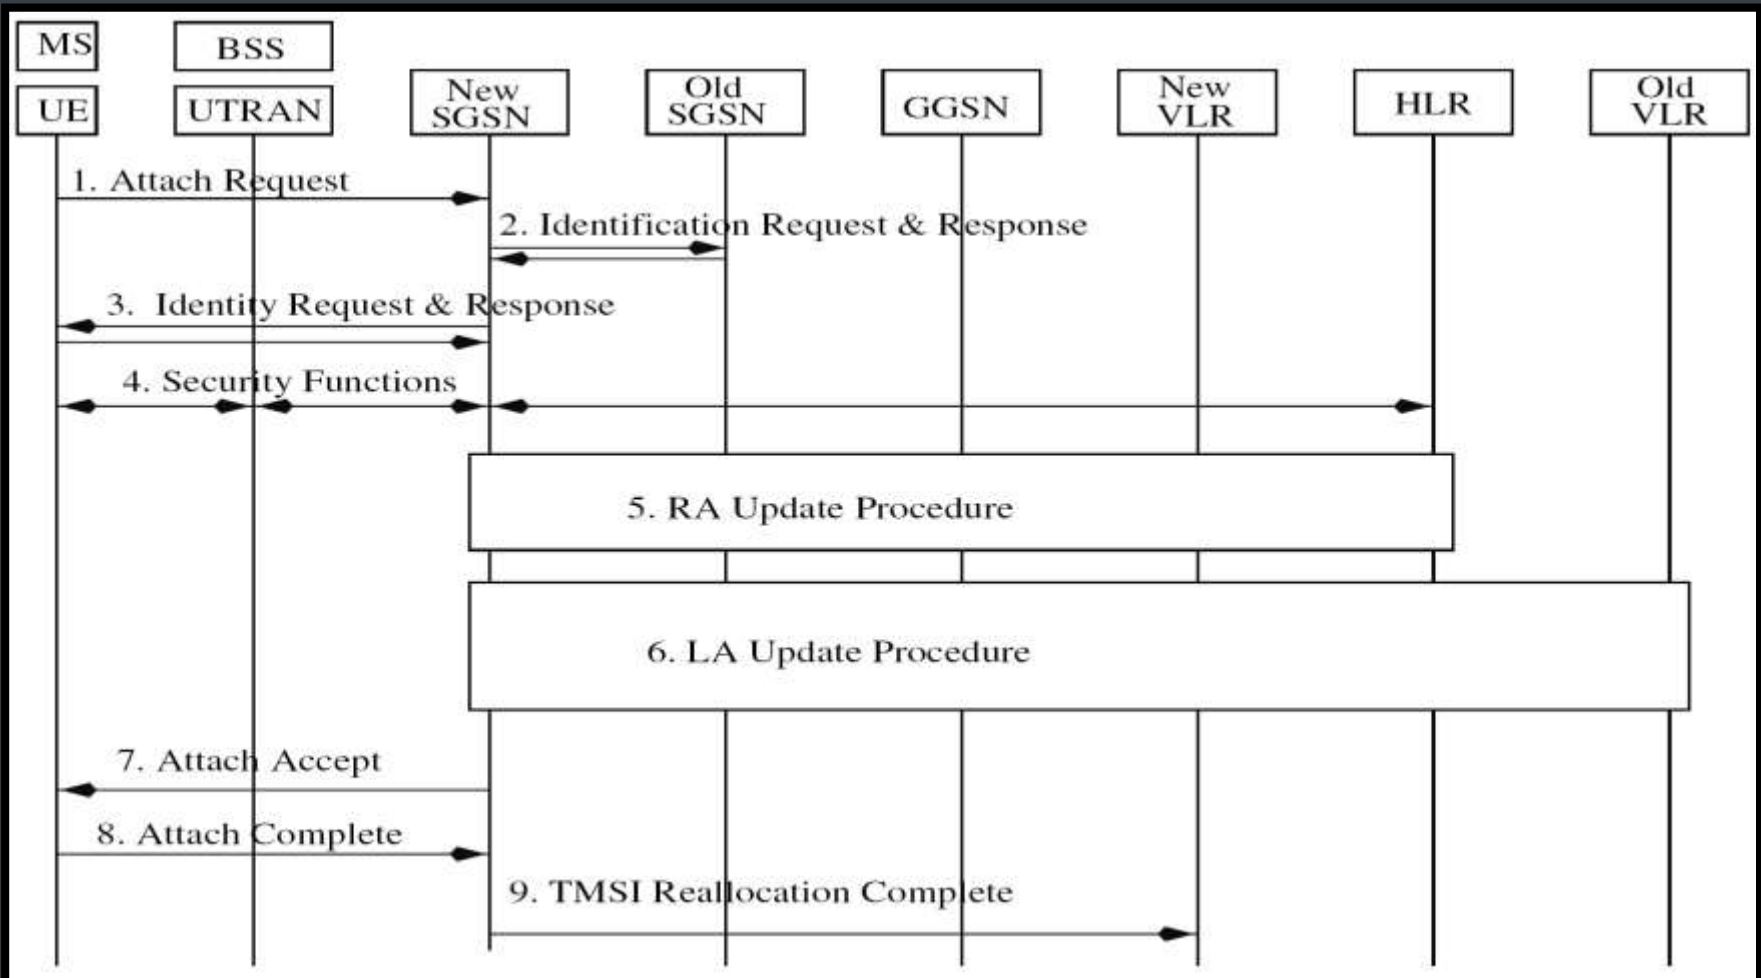 MS
BSS
UE
UTRAN
New
SGSN
Old
SGSN
GGSN
New
VLR
HLR
Old
VLR
1. Attach Request
2. Identification Request & Response
3. Identity Request & Response
4. Security Functions
5. RA Update Procedure
6. LA Update Procedure
7. Attach Accept
8. Attach Complete
9. TMSI Reallocation Complete